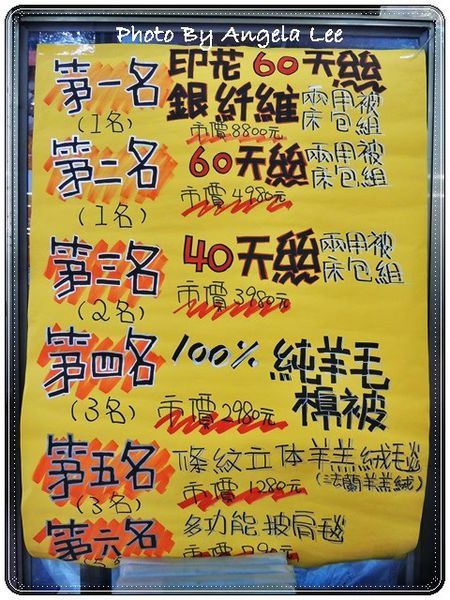 Photo By Angela Lee
第一名
(1名)
印花60天絲
銀纖維
兩用被
床包組
市價8800元
第二名
(1名)
60天絲
兩用被
床包組
市價4980元
第三名
(2名)
40天絲
兩用被
床包組
市價3980元
第四名
(3名)
100% 純羊毛
棉被
市價2980元
第五名
(3名)
條紋立体羊羔絨毛毯
(法蘭羊羔絨)
市價1280元
第六名
多功能披肩毯
市價